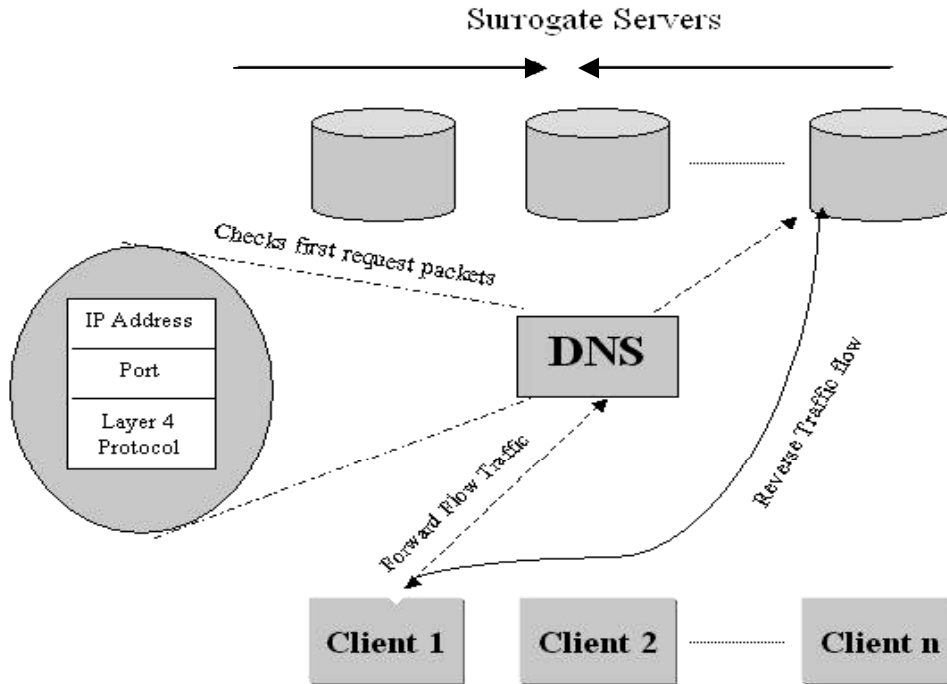 Surrogate Servers
Checks first request packets
IP Address
Port
Layer 4
Protocol
DNS
Forward Flow Traffic
Reverse Traffic flow
Client 1
Client 2
Client n